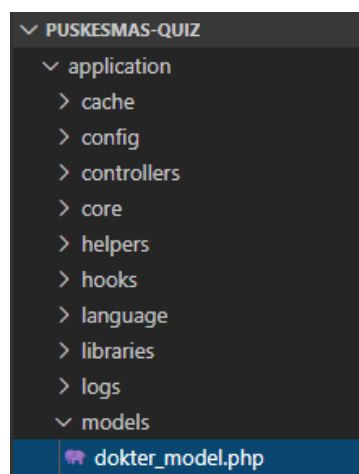 PUSKESMAS-QUIZ
application
cache
config
controllers
core
helpers
hooks
language
libraries
logs
models
dokter_model.php